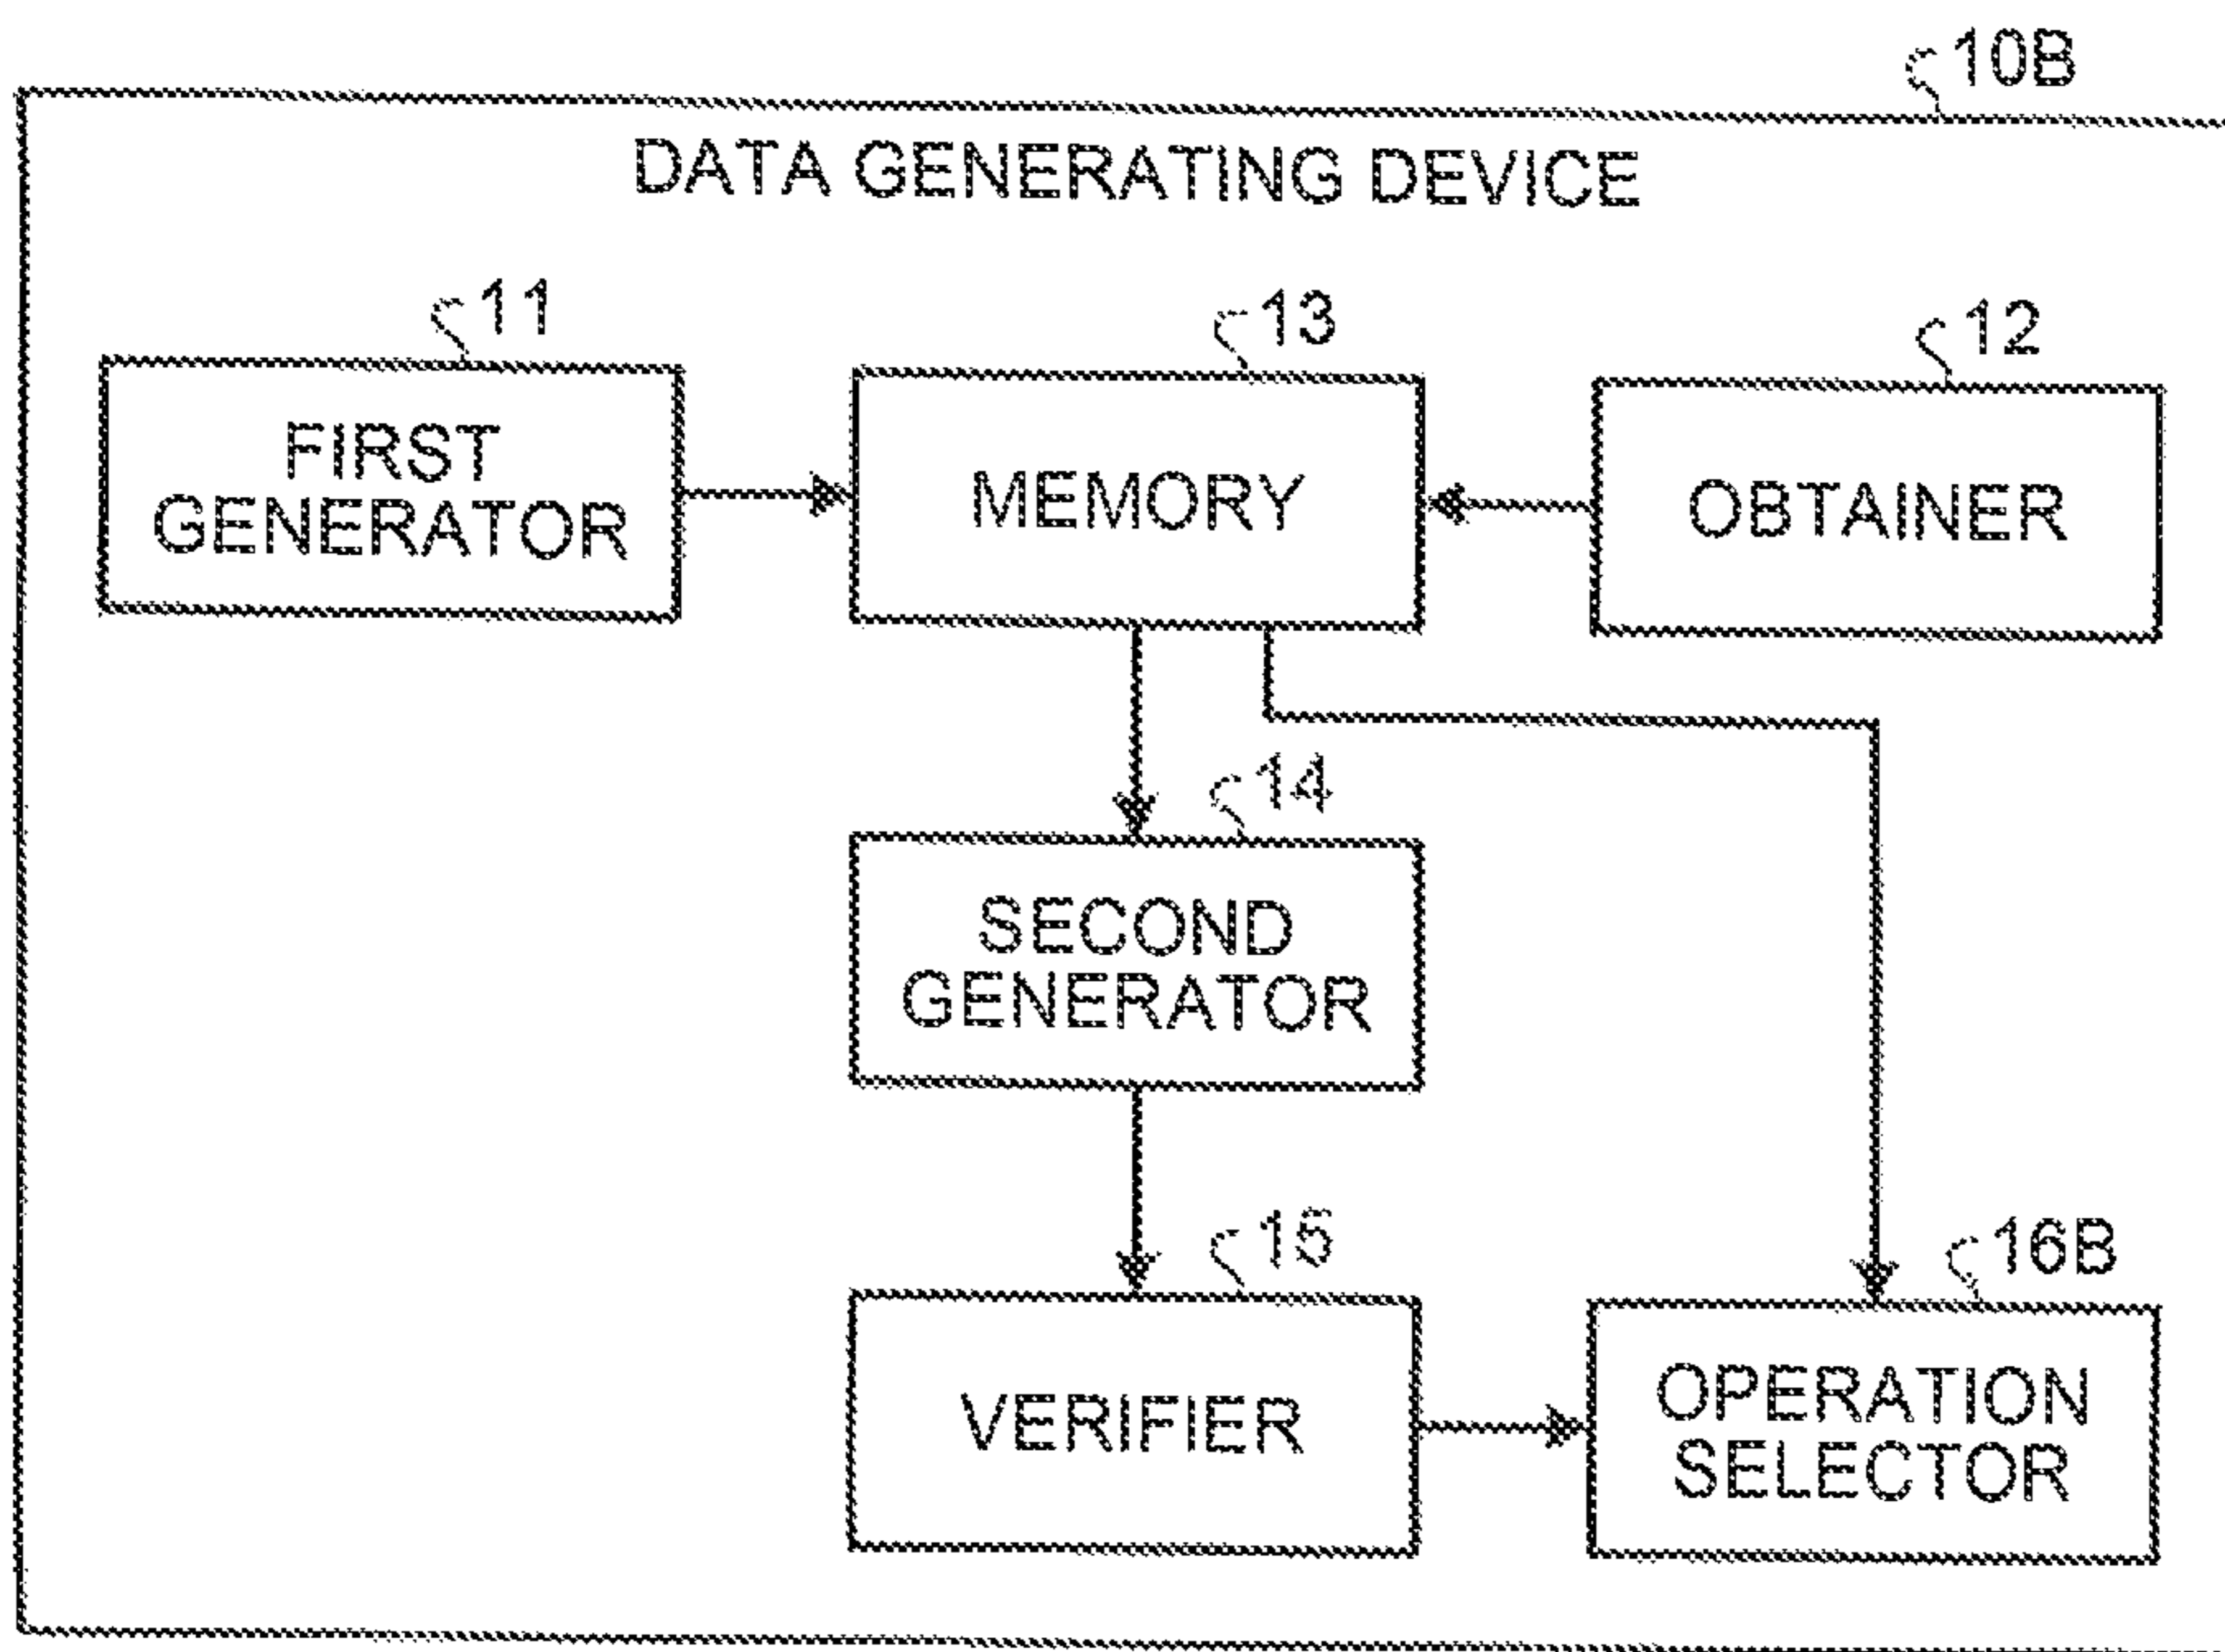 10B
DATA GENERATING DEVICE
11
13
12
FIRST
GENERATOR
MEMORY
OBTAINER
14
SECOND
GENERATOR
15
16B
VERIFIER
OPERATION
SELECTOR